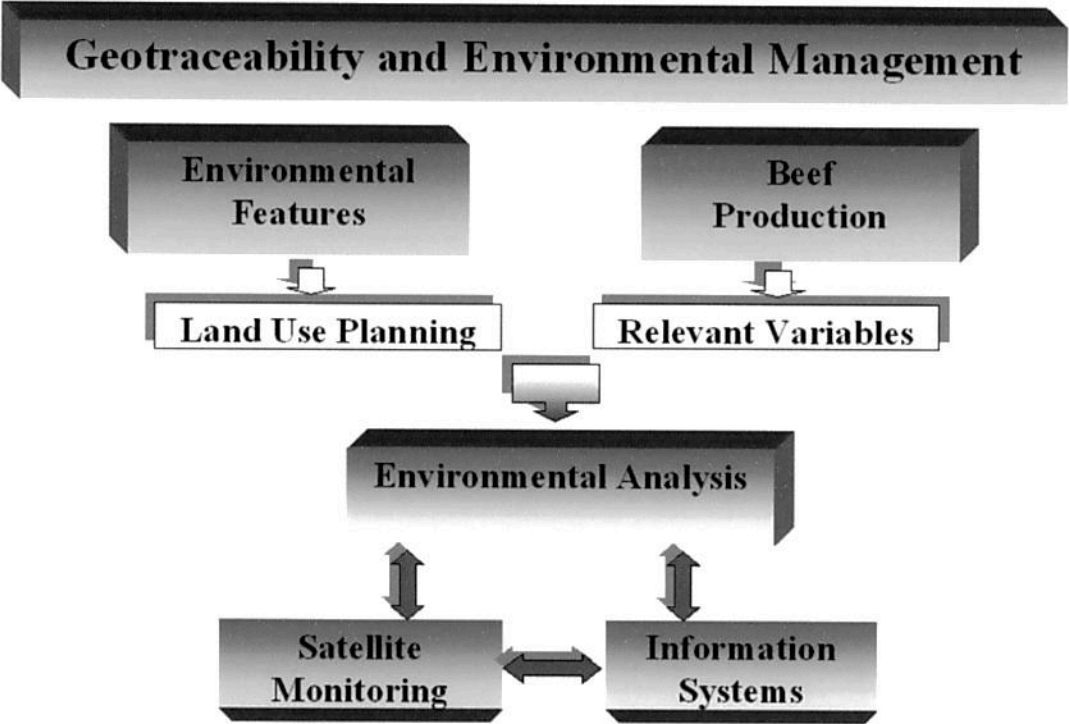 Geotraceability and Environmental Management
Environmental
Features
Beef
Production
Land Use Planning
Relevant Variables
Environmental Analysis
Satellite
Monitoring
Information
Systems